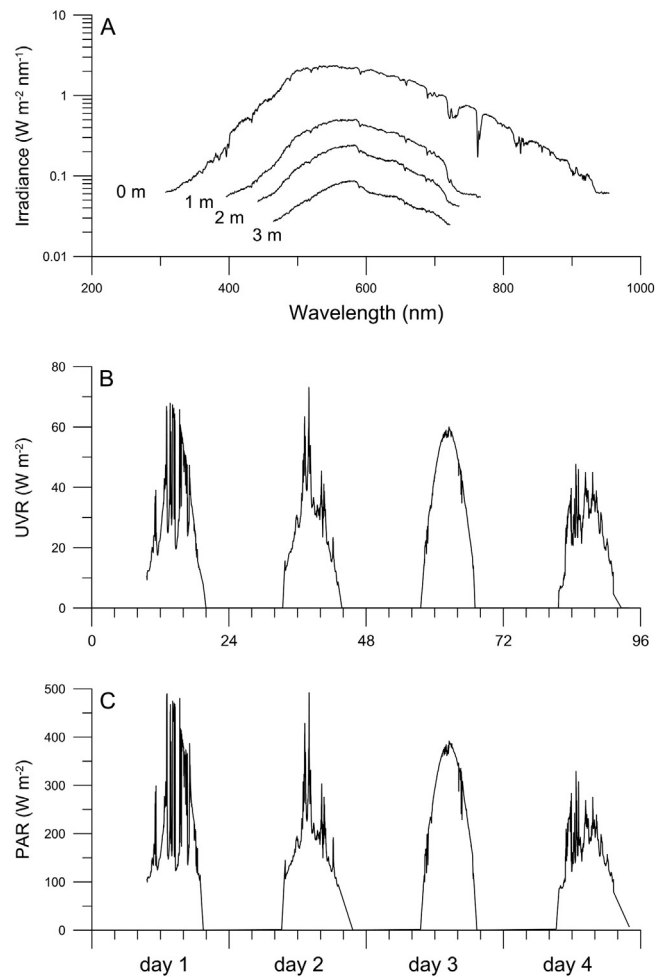 A
10
1
0.1
0.01
Irradiance (W m-2 nm-1)
0 m
1 m
2 m
3 m
200 400 600 800 1000
Wavelength (nm)
B
80
60
40
20
0
UVR (W m-2)
0 24 48 72 96
C
500
400
300
200
100
0
PAR (W m-2)
day 1 day 2 day 3 day 4